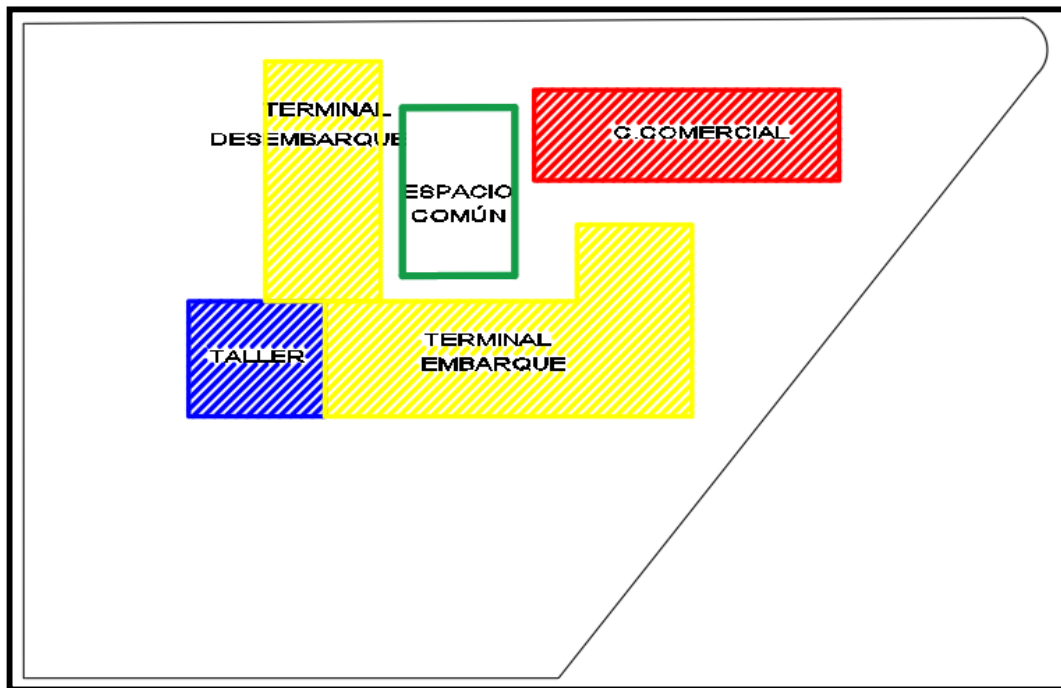 TERMINAL
DESEMBARQUE
C.COMERCIAL
ESPACIO
COMÚN
TALLER
TERMINAL
EMBARQUE